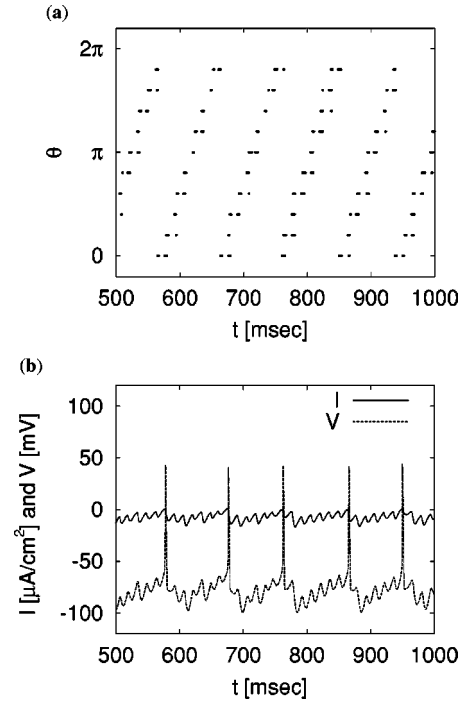 (a)
2π
π
0
θ
500 600 700 800 900 1000
t [msec]
(b)
I
V
100
50
0
-50
-100
I [μA/cm²] and V [mV]
500 600 700 800 900 1000
t [msec]